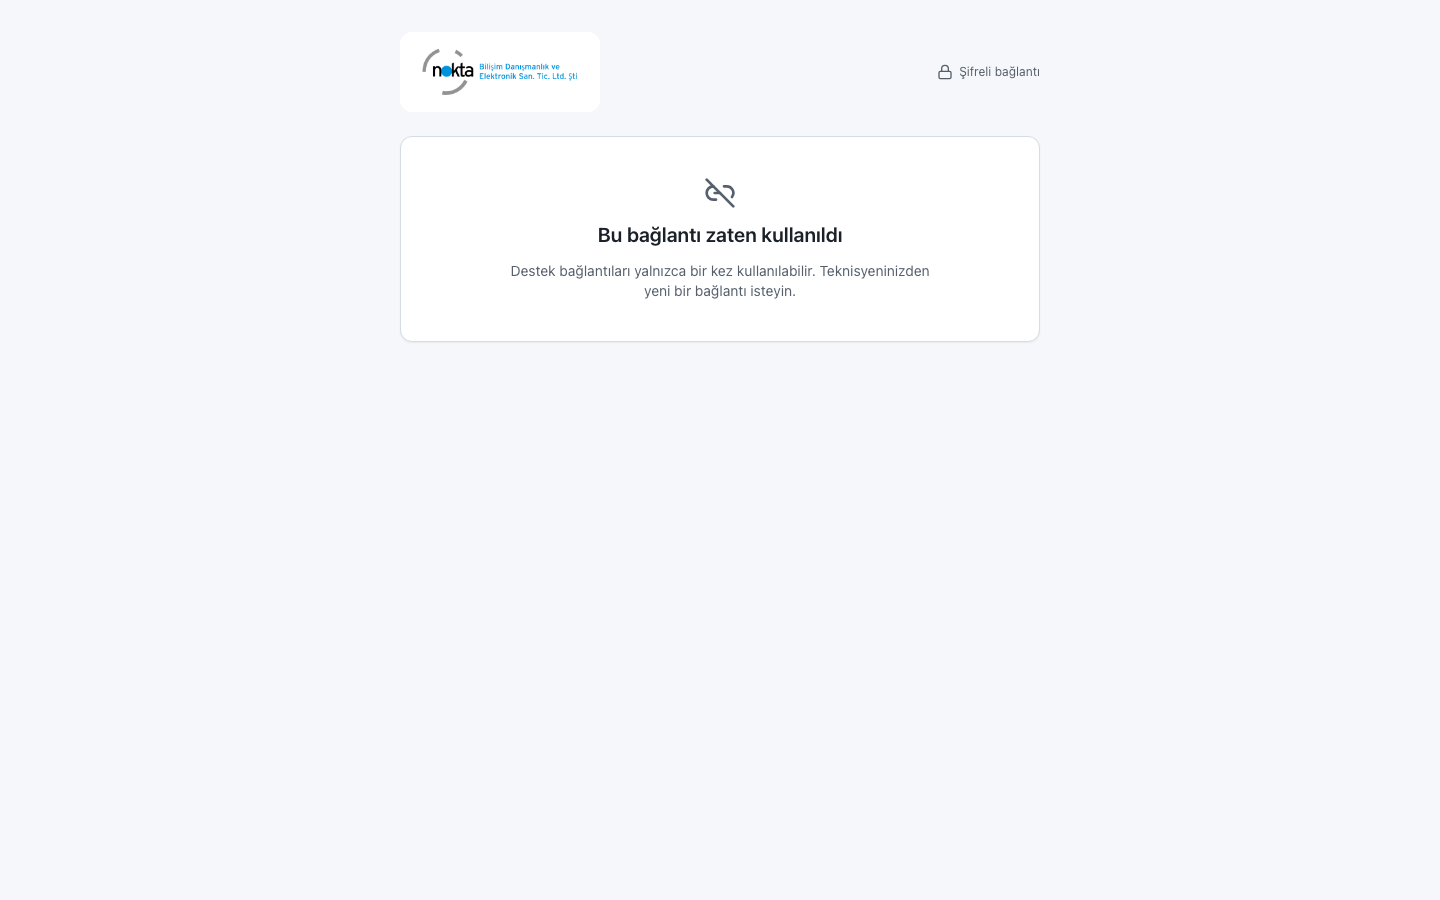 nokta
Bilişim Danışmanlık ve
Elektronik San. Tic. Ltd. Şti
Şifreli bağlantı
Bu bağlantı zaten kullanıldı
Destek bağlantıları yalnızca bir kez kullanılabilir. Teknisyeninizden
yeni bir bağlantı isteyin.